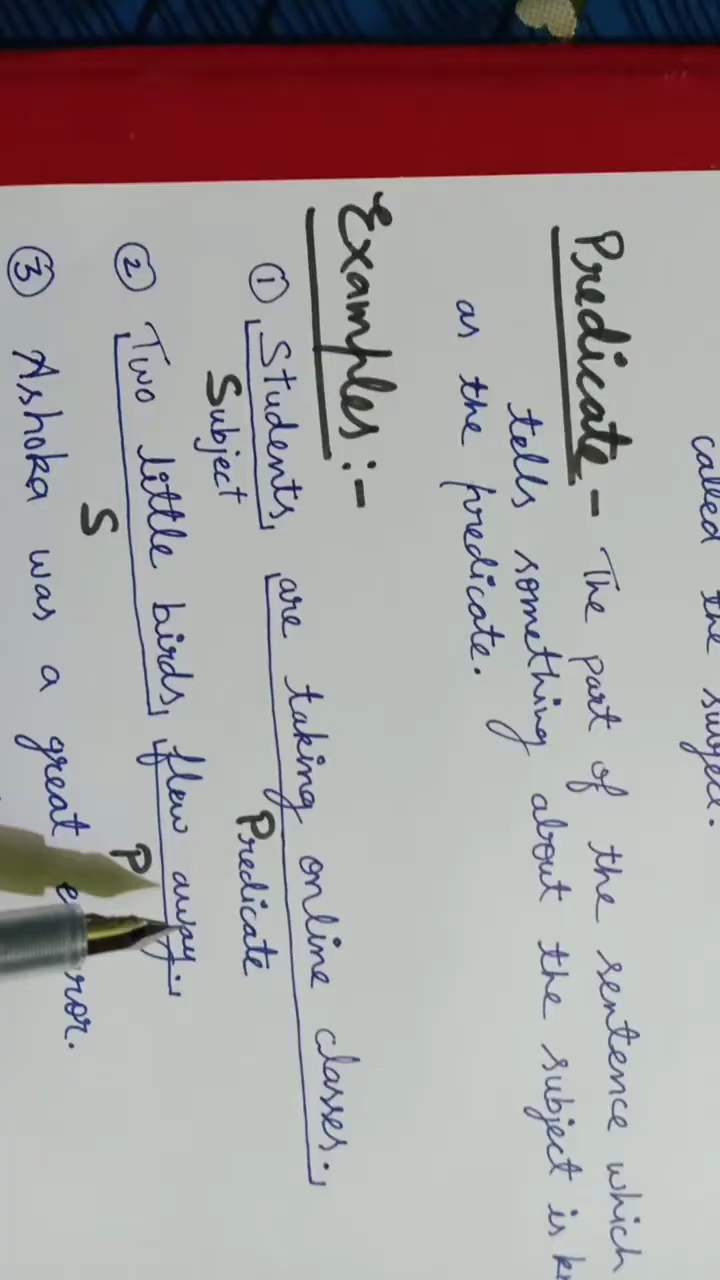 called the subject.
Predicate - The part of the sentence which
tells something about the subject is
as the predicate.
Examples :-
① Students are taking online classes.
Subject Predicate
② Two little birds flew away.
S P
③ Ashoka was a great